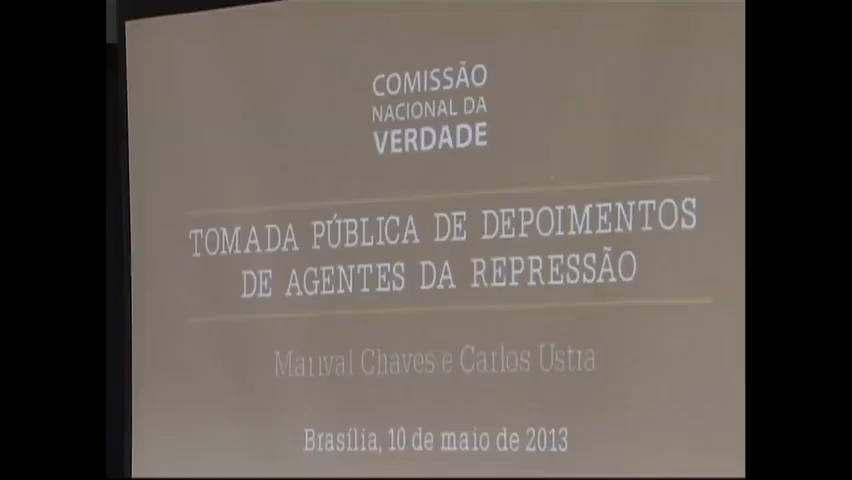 COMISSÃO
NACIONAL DA
VERDADE
TOMADA PÚBLICA DE DEPOIMENTOS
DE AGENTES DA REPRESSÃO
Marival Chaves e Carlos Ustra
Brasília, 10 de maio de 2013